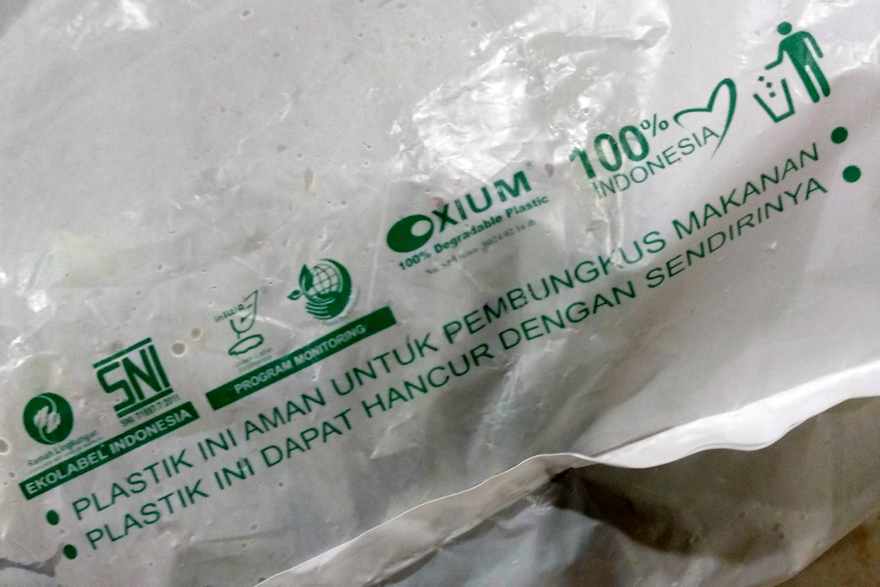 100%
INDONESIA
OXIUM
100% Degradable Plastic
PROGRAM MONITORING
SNI
EKOLABEL INDONESIA
• PLASTIK INI AMAN UNTUK PEMBUNGKUS MAKANAN •
• PLASTIK INI DAPAT HANCUR DENGAN SENDIRINYA •